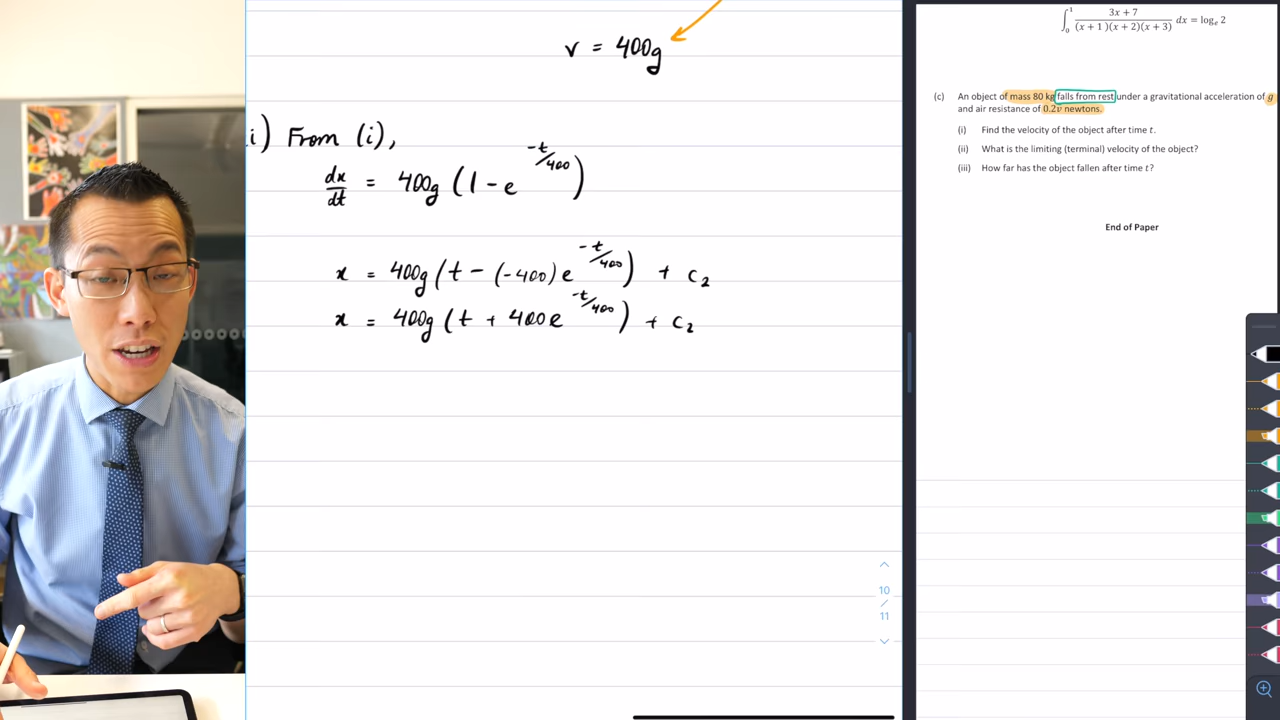 v = 400g
i) From (i),
dx/dt = 400g (1 - e^(-t/400))
x = 400g (t - (-400) e^(-t/400)) + c₂
x = 400g (t + 400e^(-t/400)) + c₂
10
/
11
∫₀¹ (3x + 7)/((x + 1)(x + 2)(x + 3)) dx = logₑ 2
(c) An object of mass 80 kg falls from rest under a gravitational acceleration of g
and air resistance of 0.2v newtons.
(i) Find the velocity of the object after time t.
(ii) What is the limiting (terminal) velocity of the object?
(iii) How far has the object fallen after time t?
End of Paper